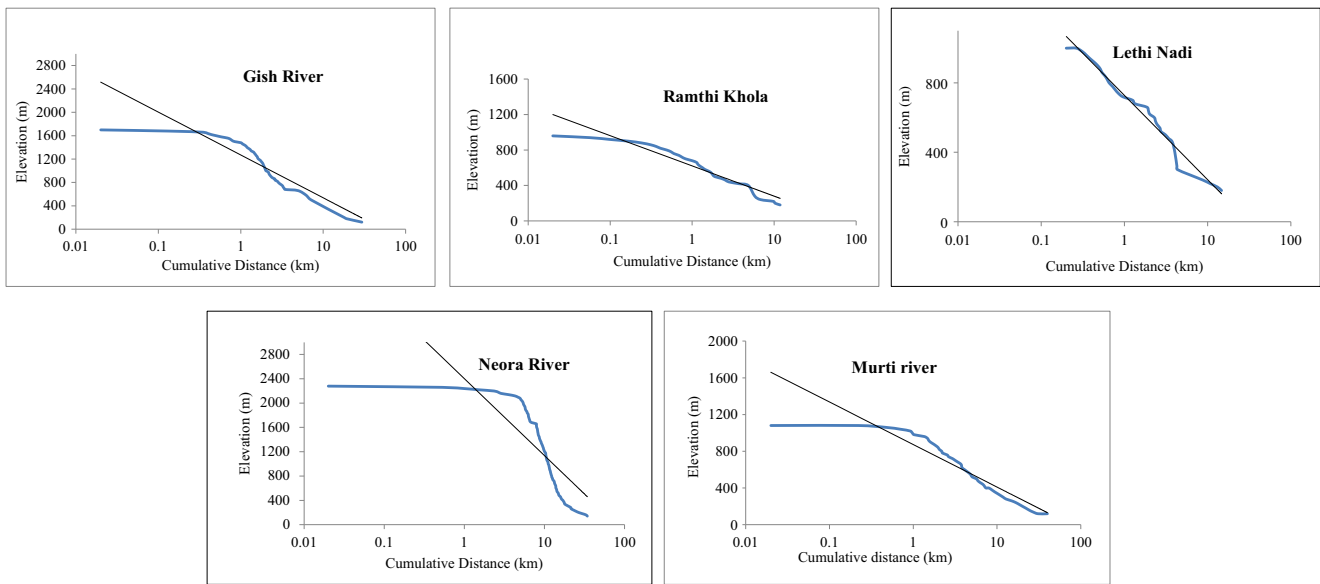 Gish River
Elevation (m)
2800
2400
2000
1600
1200
800
400
0
0.01 0.1 1 10 100
Cumulative Distance (km)
Ramthi Khola
Elevation (m)
1600
1200
800
400
0
0.01 0.1 1 10 100
Cumulative Distance (km)
Lethi Nadi
Elevation (m)
800
400
0
0.01 0.1 1 10 100
Cumulative Distance (km)
Neora River
Elevation (m)
2800
2400
2000
1600
1200
800
400
0
0.01 0.1 1 10 100
Cumulative Distance (km)
Murti river
Elevation (m)
2000
1600
1200
800
400
0
0.01 0.1 1 10 100
Cumulative distance (km)